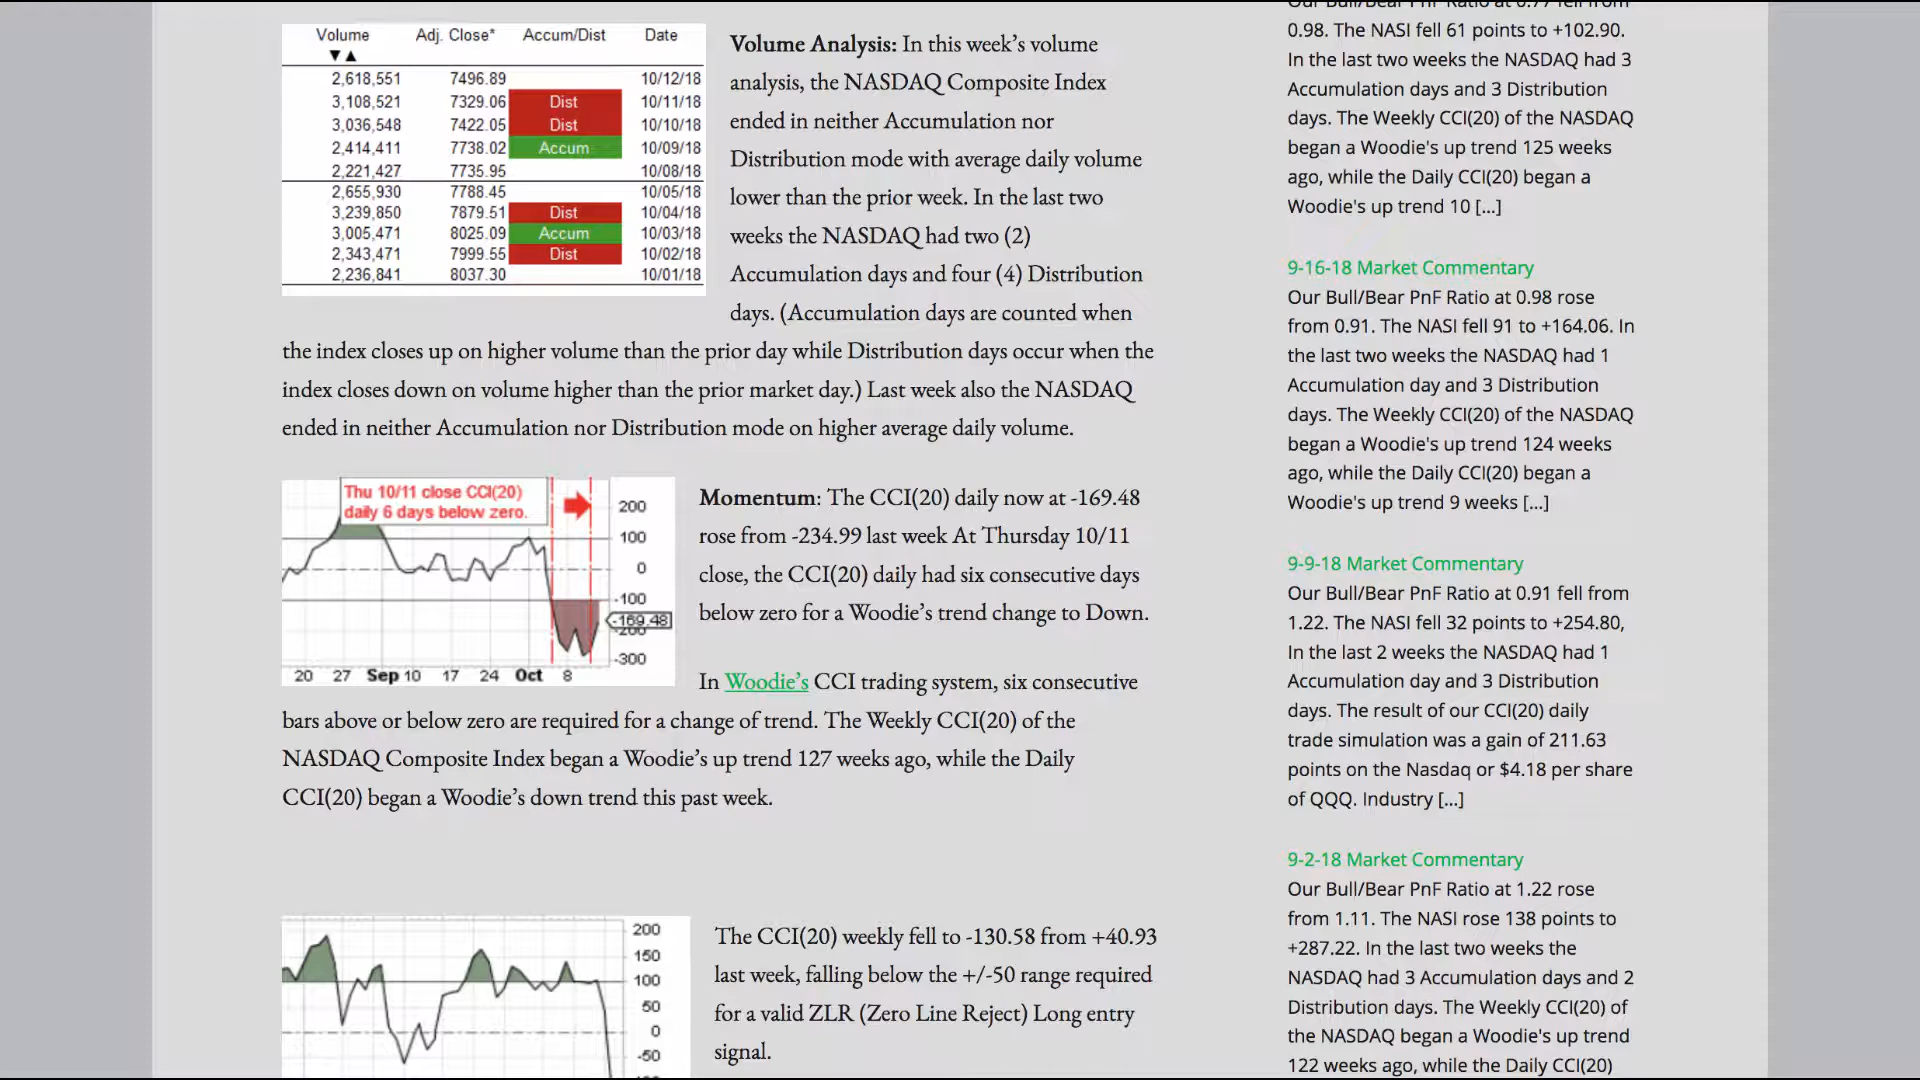 Volume Adj. Close* Accum/Dist Date
▼▲
2,618,551 7496.89 10/12/18
3,108,521 7329.06 Dist 10/11/18
3,036,548 7422.05 Dist 10/10/18
2,414,411 7738.02 Accum 10/09/18
2,221,427 7735.95 10/08/18
2,655,930 7788.45 10/05/18
3,239,850 7879.51 Dist 10/04/18
3,005,471 8025.09 Accum 10/03/18
2,343,471 7999.55 Dist 10/02/18
2,236,841 8037.30 10/01/18
Volume Analysis: In this week’s volume
analysis, the NASDAQ Composite Index
ended in neither Accumulation nor
Distribution mode with average daily volume
lower than the prior week. In the last two
weeks the NASDAQ had two (2)
Accumulation days and four (4) Distribution
days. (Accumulation days are counted when
the index closes up on higher volume than the prior day while Distribution days occur when the
index closes down on volume higher than the prior market day.) Last week also the NASDAQ
ended in neither Accumulation nor Distribution mode on higher average daily volume.
Thu 10/11 close CCI(20)
daily 6 days below zero.
200
100
0
-100
-169.48
-200
-300
20 27 Sep 10 17 24 Oct 8
Momentum: The CCI(20) daily now at -169.48
rose from -234.99 last week At Thursday 10/11
close, the CCI(20) daily had six consecutive days
below zero for a Woodie’s trend change to Down.
In Woodie’s CCI trading system, six consecutive
bars above or below zero are required for a change of trend. The Weekly CCI(20) of the
NASDAQ Composite Index began a Woodie’s up trend 127 weeks ago, while the Daily
CCI(20) began a Woodie’s down trend this past week.
200
150
100
50
0
-50
The CCI(20) weekly fell to -130.58 from +40.93
last week, falling below the +/-50 range required
for a valid ZLR (Zero Line Reject) Long entry
signal.
Our Bull/Bear PnF Ratio at 0.77 fell from
0.98. The NASI fell 61 points to +102.90.
In the last two weeks the NASDAQ had 3
Accumulation days and 3 Distribution
days. The Weekly CCI(20) of the NASDAQ
began a Woodie's up trend 125 weeks
ago, while the Daily CCI(20) began a
Woodie's up trend 10 [...]
9-16-18 Market Commentary
Our Bull/Bear PnF Ratio at 0.98 rose
from 0.91. The NASI fell 91 to +164.06. In
the last two weeks the NASDAQ had 1
Accumulation day and 3 Distribution
days. The Weekly CCI(20) of the NASDAQ
began a Woodie's up trend 124 weeks
ago, while the Daily CCI(20) began a
Woodie's up trend 9 weeks [...]
9-9-18 Market Commentary
Our Bull/Bear PnF Ratio at 0.91 fell from
1.22. The NASI fell 32 points to +254.80,
In the last 2 weeks the NASDAQ had 1
Accumulation day and 3 Distribution
days. The result of our CCI(20) daily
trade simulation was a gain of 211.63
points on the Nasdaq or $4.18 per share
of QQQ. Industry [...]
9-2-18 Market Commentary
Our Bull/Bear PnF Ratio at 1.22 rose
from 1.11. The NASI rose 138 points to
+287.22. In the last two weeks the
NASDAQ had 3 Accumulation days and 2
Distribution days. The Weekly CCI(20) of
the NASDAQ began a Woodie's up trend
122 weeks ago, while the Daily CCI(20)